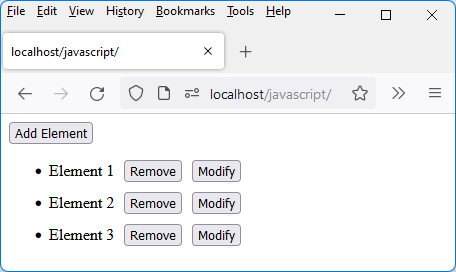 File Edit View History Bookmarks Tools Help
localhost/javascript/
localhost/javascript/
Add Element
Element 1 Remove Modify
Element 2 Remove Modify
Element 3 Remove Modify